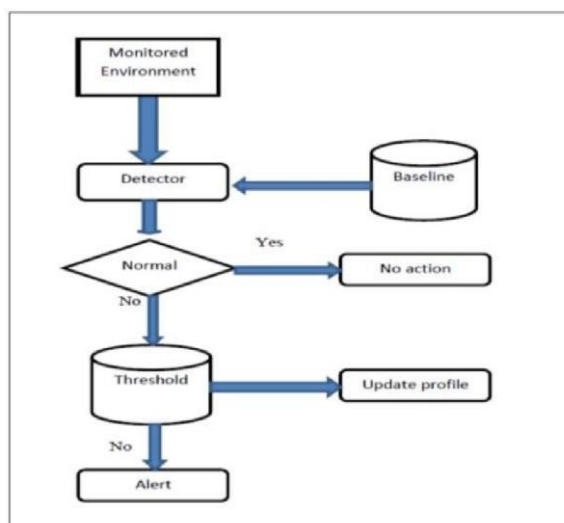 Monitored
Environment
Detector
Baseline
Yes
Normal
No action
No
Threshold
Update profile
No
Alert